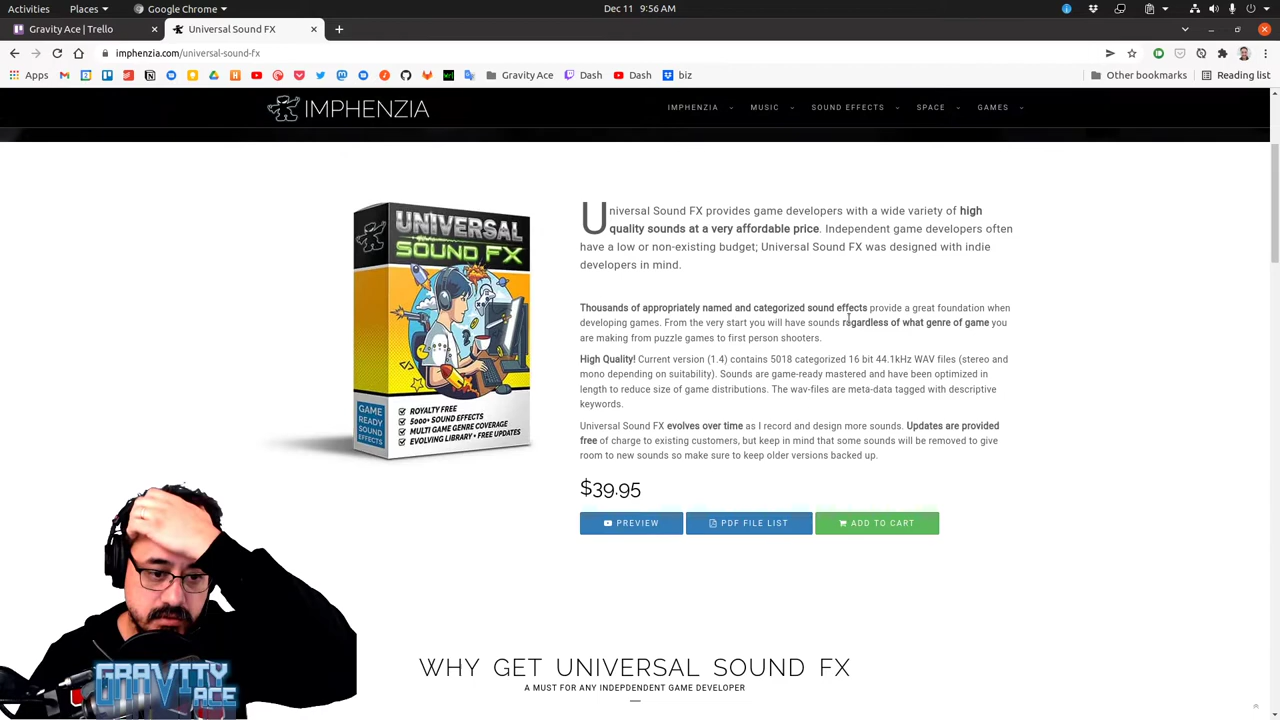 Activities Places Google Chrome Dec 11 9:56 AM
Gravity Ace | Trello Universal Sound FX
imphenzia.com/universal-sound-fx
Apps Gravity Ace Dash Dash biz Other bookmarks Reading list
IMPHENZIA IMPHENZIA MUSIC SOUND EFFECTS SPACE GAMES
Universal Sound FX provides game developers with a wide variety of high
quality sounds at a very affordable price. Independent game developers often
have a low or non-existing budget; Universal Sound FX was designed with indie
developers in mind.
Thousands of appropriately named and categorized sound effects provide a great foundation when
developing games. From the very start you will have sounds regardless of what genre of game you
are making from puzzle games to first person shooters.
High Quality! Current version (1.4) contains 5018 categorized 16 bit 44.1kHz WAV files (stereo and
mono depending on suitability). Sounds are game-ready mastered and have been optimized in
length to reduce size of game distributions. The wav-files are meta-data tagged with descriptive
keywords.
Universal Sound FX evolves over time as I record and design more sounds. Updates are provided
free of charge to existing customers, but keep in mind that some sounds will be removed to give
room to new sounds so make sure to keep older versions backed up.
$39.95
PREVIEW PDF FILE LIST ADD TO CART
UNIVERSAL
SOUND FX
GAME
READY
SOUND
EFFECTS
ROYALTY FREE
5000+ SOUND EFFECTS
MULTI GAME GENRE COVERAGE
EVOLVING LIBRARY • FREE UPDATES
WHY GET UNIVERSAL SOUND FX
A MUST FOR ANY INDEPDENDENT GAME DEVELOPER
GRAVITY
ACE